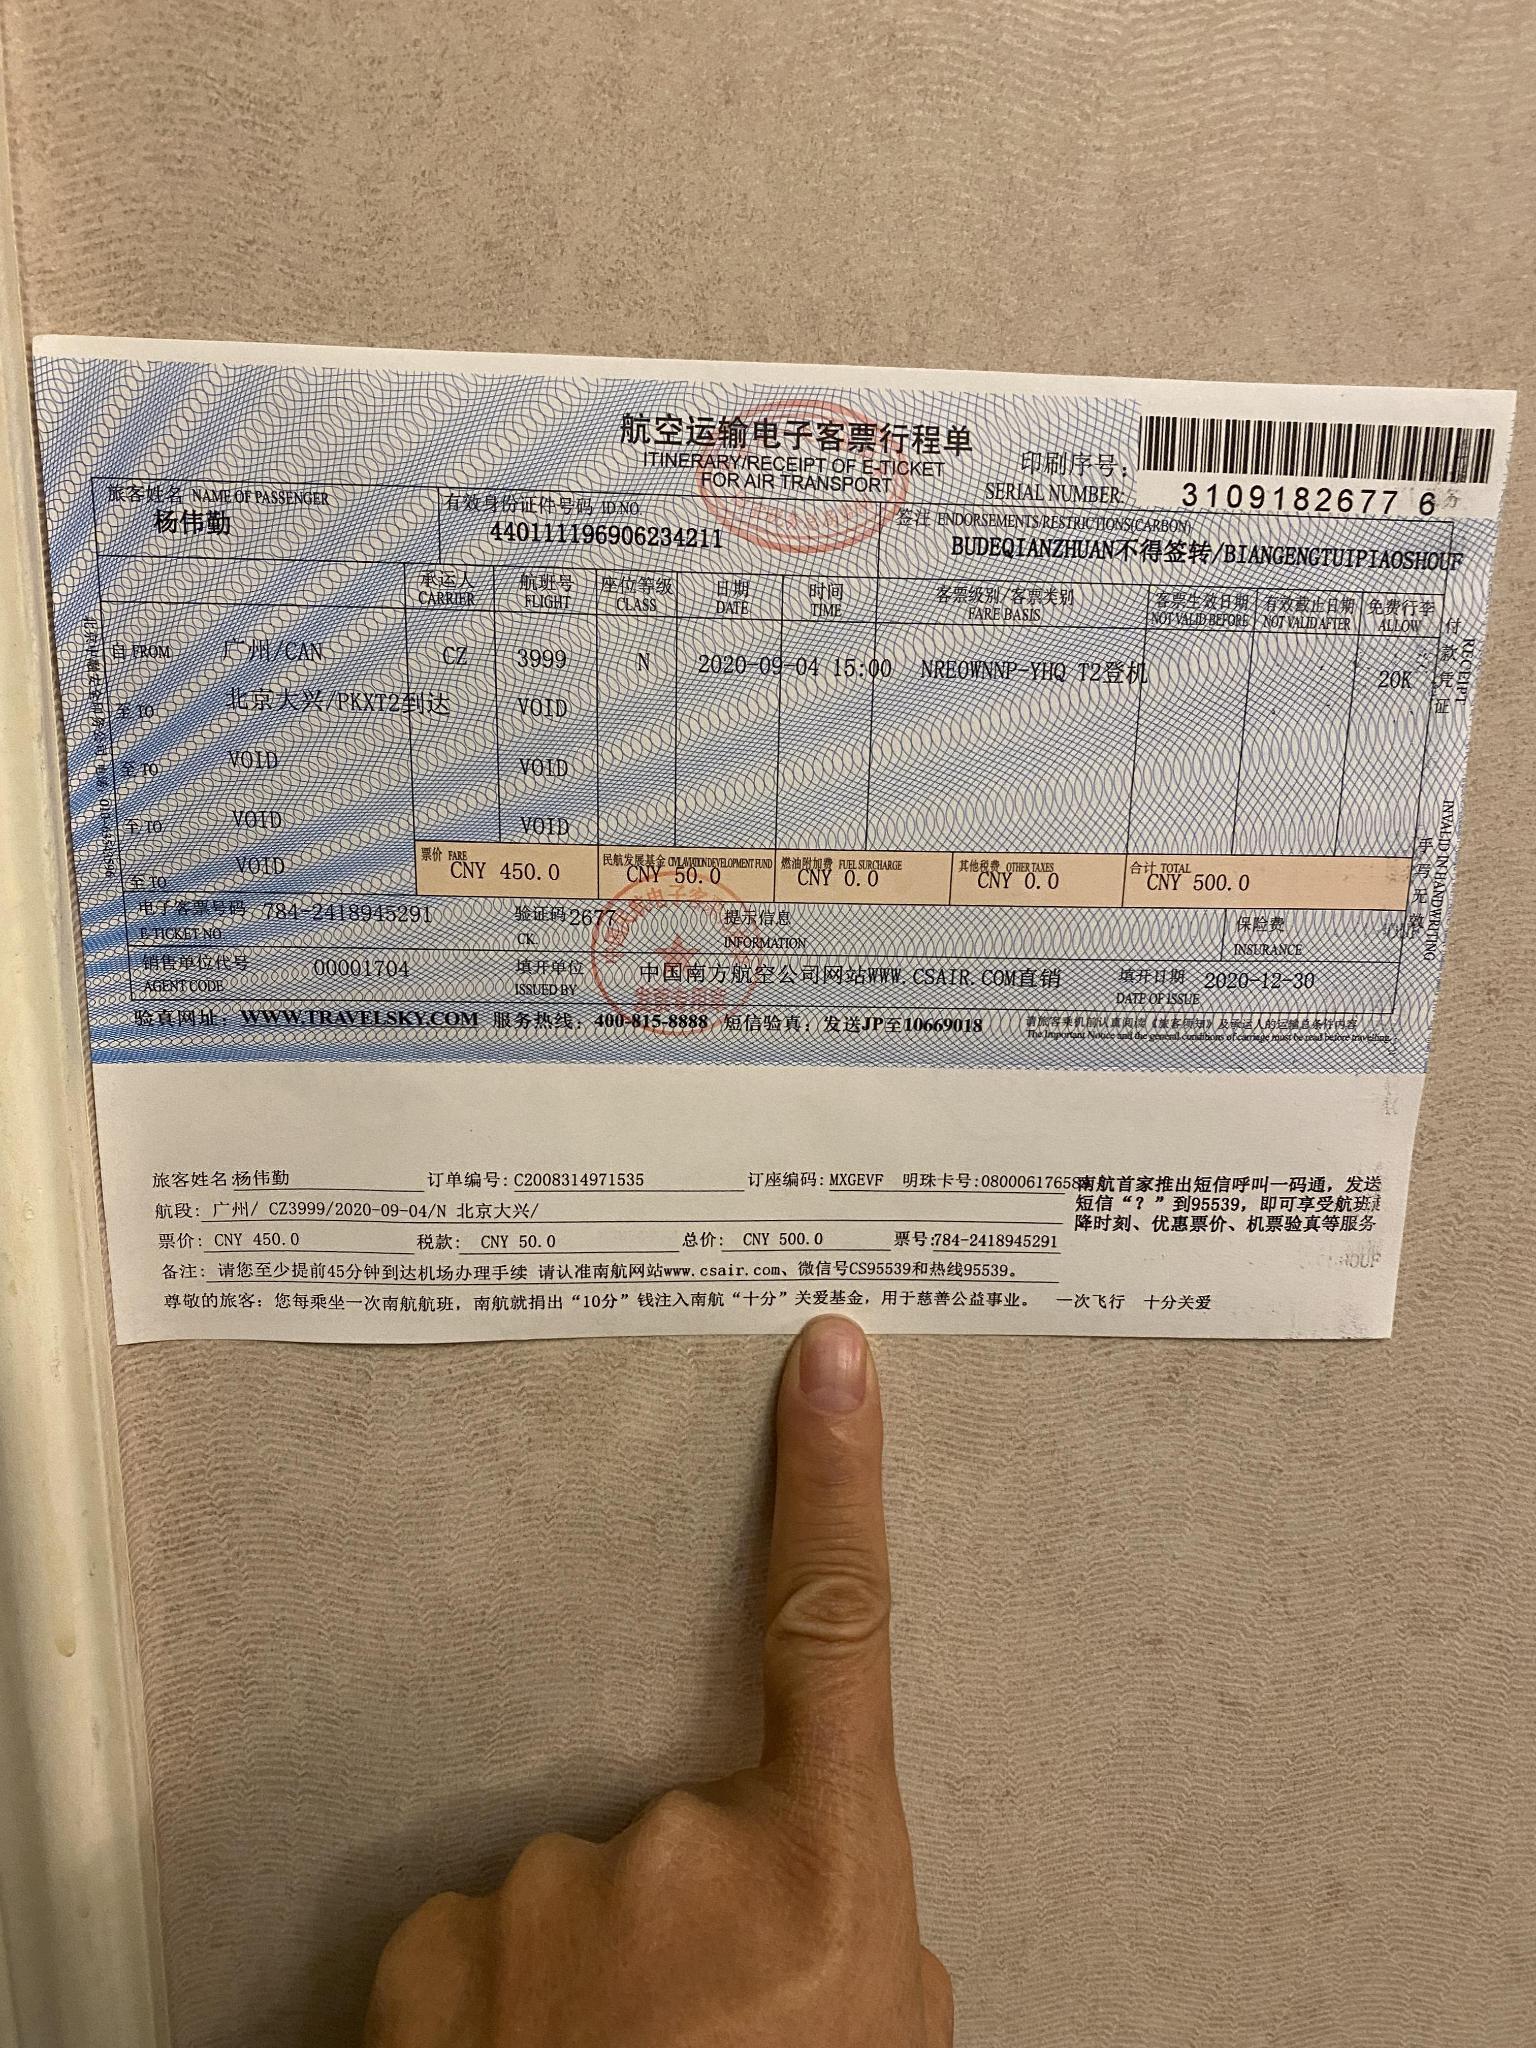 航空运输电子客票行程单
ITINERARY/RECEIPT OF E-TICKET
FOR AIR TRANSPORT
印刷序号:
SERIAL NUMBER:
3109182677 6
旅客姓名 NAME OF PASSENGER
杨伟勤
有效身份证件号码 ID.NO.
440111196906234211
签注 ENDORSEMENTS/RESTRICTIONS(CARBON)
BUDEQIANZHUAN不得签转/BIANGENGTUIPIAOSHOUF
承运人 CARRIER
航班号 FLIGHT
座位等级 CLASS
日期 DATE
时间 TIME
客票级别/客票类别 FARE BASIS
客票生效日期 NOT VALID BEFORE
有效截止日期 NOT VALID AFTER
免费行李 ALLOW
自 FROM 广州/CAN CZ 3999 N 2020-09-04 15:00 NREOWNNP-YHQ T2登机 20K
至 TO 北京大兴/PKXT2到达 VOID
至 TO VOID VOID
至 TO VOID VOID
至 TO VOID
票价 FARE CNY 450.0
民航发展基金 CIVIL AVIATION DEVELOPMENT FUND CNY 50.0
燃油附加费 FUEL SURCHARGE CNY 0.0
其他税费 OTHER TAXES CNY 0.0
合计 TOTAL CNY 500.0
电子客票号码 784-2418945291
E-TICKET NO.
验证码 2677
CK.
提示信息
INFORMATION
保险费
INSURANCE
销售单位代号 00001704
AGENT CODE
填开单位 中国南方航空公司网站WWW.CSAIR.COM直销
ISSUED BY
填开日期 2020-12-30
DATE OF ISSUE
验真网址: WWW.TRAVELSKY.COM 服务热线: 400-815-8888 短信验真: 发送JP至10669018
请旅客乘机前认真阅读《旅客须知》及承运人的运输总条件内容
The Important Notice and the general conditions of carriage must be read before travelling.
付款凭证 RECEIPT
手写无效 INVALID IN HANDWRITING
旅客姓名:杨伟勤 订单编号:C2008314971535 订座编码:MXGEVF 明珠卡号:08000617658
航段: 广州/ CZ3999/2020-09-04/N 北京大兴/
票价: CNY 450.0 税款: CNY 50.0 总价: CNY 500.0 票号:784-2418945291
备注: 请您至少提前45分钟到达机场办理手续 请认准南航网站www.csair.com、微信号CS95539和热线95539。
尊敬的旅客: 您每乘坐一次南航航班, 南航就捐出“10分”钱注入南航“十分”关爱基金, 用于慈善公益事业。 一次飞行 十分关爱
南航首家推出短信呼叫一码通, 发送
短信“?”到95539, 即可享受航班
降时刻、优惠票价、机票验真等服务